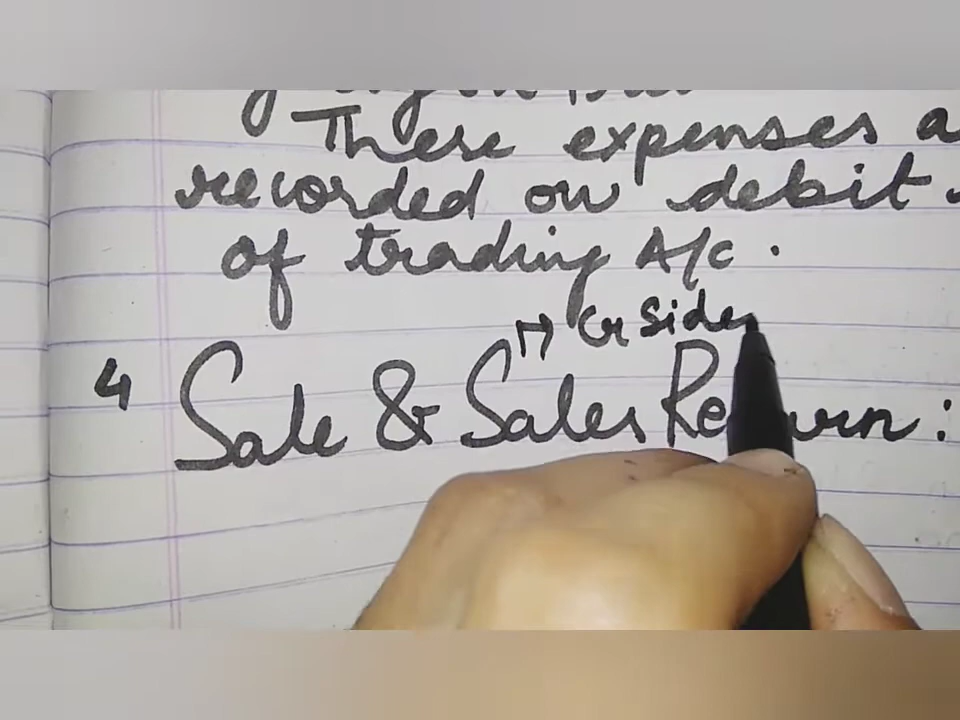 These expenses a
recorded on debit
of trading A/c.
→ Cr Side
4 Sale & Sales Return: